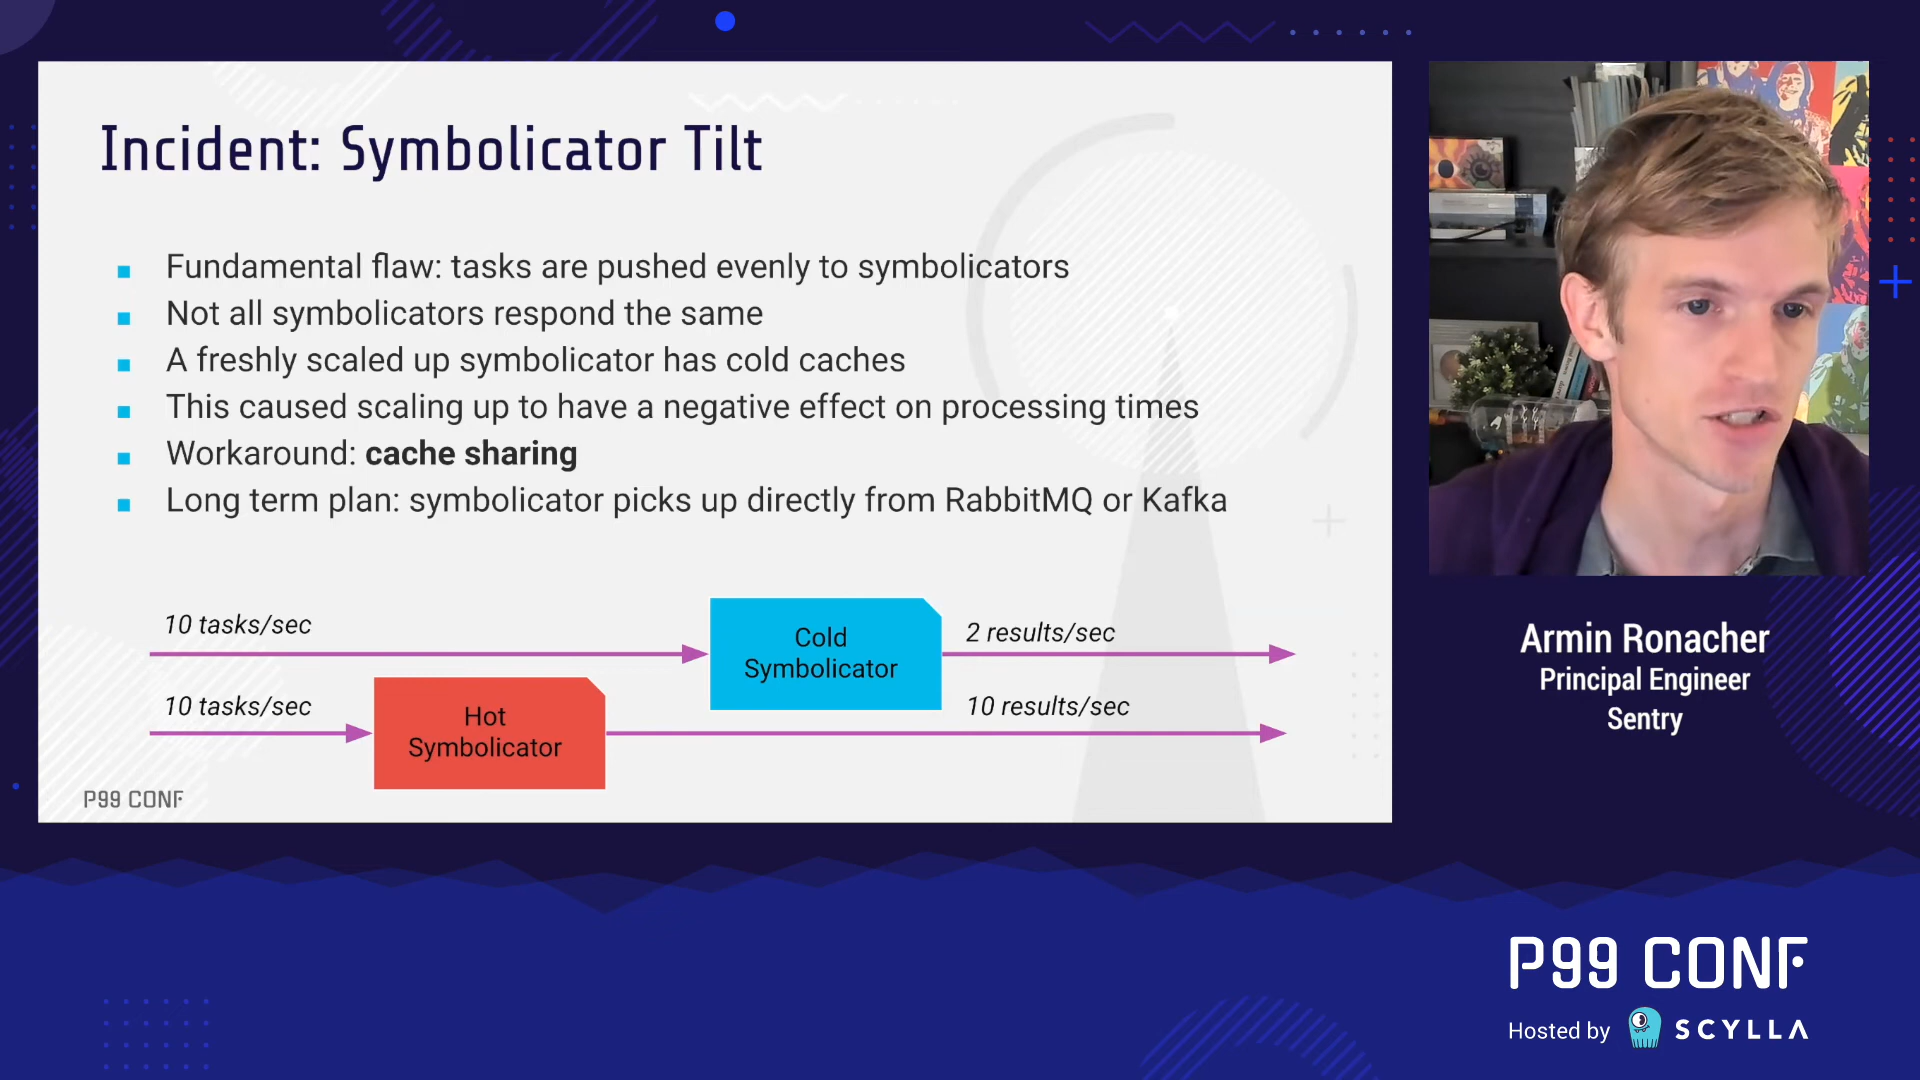 Incident: Symbolicator Tilt
Fundamental flaw: tasks are pushed evenly to symbolicators
Not all symbolicators respond the same
A freshly scaled up symbolicator has cold caches
This caused scaling up to have a negative effect on processing times
Workaround: cache sharing
Long term plan: symbolicator picks up directly from RabbitMQ or Kafka
10 tasks/sec
Cold
Symbolicator
2 results/sec
10 tasks/sec
Hot
Symbolicator
10 results/sec
P99 CONF
Armin Ronacher
Principal Engineer
Sentry
P99 CONF
Hosted by SCYLLA